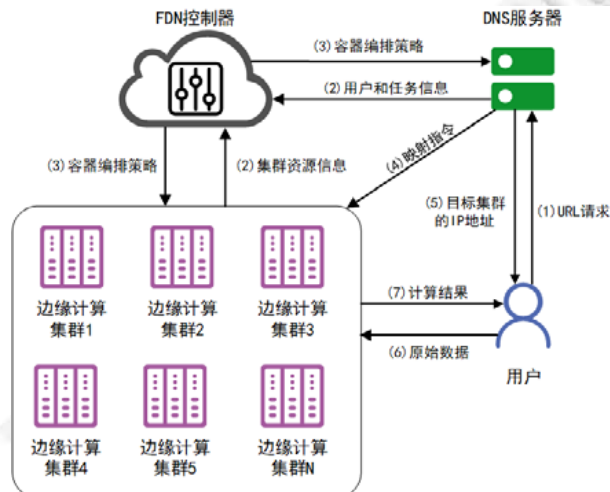 FDN控制器
DNS服务器
(3)容器编排策略
(2)用户和任务信息
(3)容器编排策略
(2)集群资源信息
(4)映射指令
(5)目标集群
的IP地址
(1)URL请求
边缘计算
集群1
边缘计算
集群2
边缘计算
集群3
(7)计算结果
(6)原始数据
用户
边缘计算
集群4
边缘计算
集群5
边缘计算
集群N